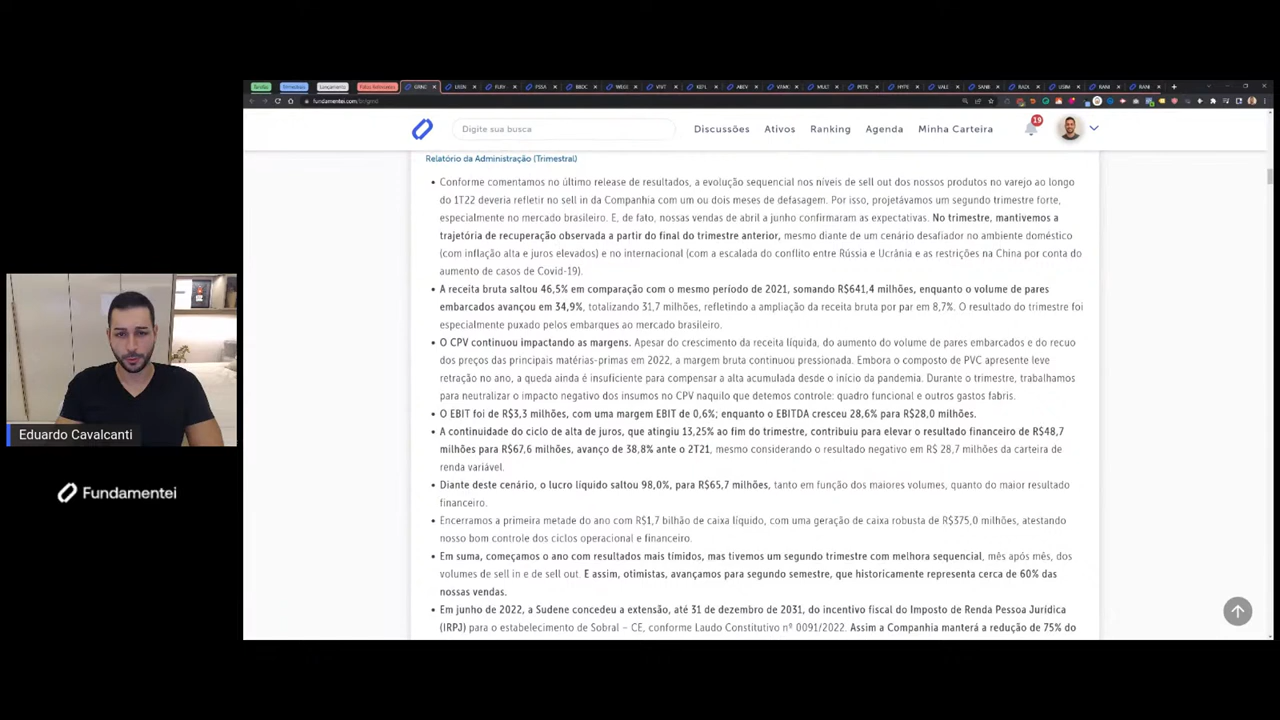 GRND
fundamentei.com/br/grnd
Digite sua busca
Discussões
Ativos
Ranking
Agenda
Minha Carteira
19
Relatório da Administração (Trimestral)
Conforme comentamos no último release de resultados, a evolução sequencial nos níveis de sell out dos nossos produtos no varejo ao longo
do 1T22 deveria refletir no sell in da Companhia com um ou dois meses de defasagem. Por isso, projetávamos um segundo trimestre forte,
especialmente no mercado brasileiro. E, de fato, nossas vendas de abril a junho confirmaram as expectativas. No trimestre, mantivemos a
trajetória de recuperação observada a partir do final do trimestre anterior, mesmo diante de um cenário desafiador no ambiente doméstico
(com inflação alta e juros elevados) e no internacional (com a escalada do conflito entre Rússia e Ucrânia e as restrições na China por conta do
aumento de casos de Covid-19).
A receita bruta saltou 46,5% em comparação com o mesmo período de 2021, somando R$641,4 milhões, enquanto o volume de pares
embarcados avançou em 34,9%, totalizando 31,7 milhões, refletindo a ampliação da receita bruta por par em 8,7%. O resultado do trimestre foi
especialmente puxado pelos embarques ao mercado brasileiro.
O CPV continuou impactando as margens. Apesar do crescimento da receita líquida, do aumento do volume de pares embarcados e do recuo
dos preços das principais matérias-primas em 2022, a margem bruta continuou pressionada. Embora o composto de PVC apresente leve
retração no ano, a queda ainda é insuficiente para compensar a alta acumulada desde o início da pandemia. Durante o trimestre, trabalhamos
para neutralizar o impacto negativo dos insumos no CPV naquilo que detemos controle: quadro funcional e outros gastos fabris.
O EBIT foi de R$3,3 milhões, com uma margem EBIT de 0,6%; enquanto o EBITDA cresceu 28,6% para R$28,0 milhões.
A continuidade do ciclo de alta de juros, que atingiu 13,25% ao fim do trimestre, contribuiu para elevar o resultado financeiro de R$48,7
milhões para R$67,6 milhões, avanço de 38,8% ante o 2T21, mesmo considerando o resultado negativo em R$ 28,7 milhões da carteira de
renda variável.
Diante deste cenário, o lucro líquido saltou 98,0%, para R$65,7 milhões, tanto em função dos maiores volumes, quanto do maior resultado
financeiro.
Encerramos a primeira metade do ano com R$1,7 bilhão de caixa líquido, com uma geração de caixa robusta de R$375,0 milhões, atestando
nosso bom controle dos ciclos operacional e financeiro.
Em suma, começamos o ano com resultados mais tímidos, mas tivemos um segundo trimestre com melhora sequencial, mês após mês, dos
volumes de sell in e de sell out. E assim, otimistas, avançamos para segundo semestre, que historicamente representa cerca de 60% das
nossas vendas.
Em junho de 2022, a Sudene concedeu a extensão, até 31 de dezembro de 2031, do incentivo fiscal do Imposto de Renda Pessoa Jurídica
(IRPJ) para o estabelecimento de Sobral – CE, conforme Laudo Constitutivo nº 0091/2022. Assim a Companhia manterá a redução de 75% do
Eduardo Cavalcanti
Fundamentei